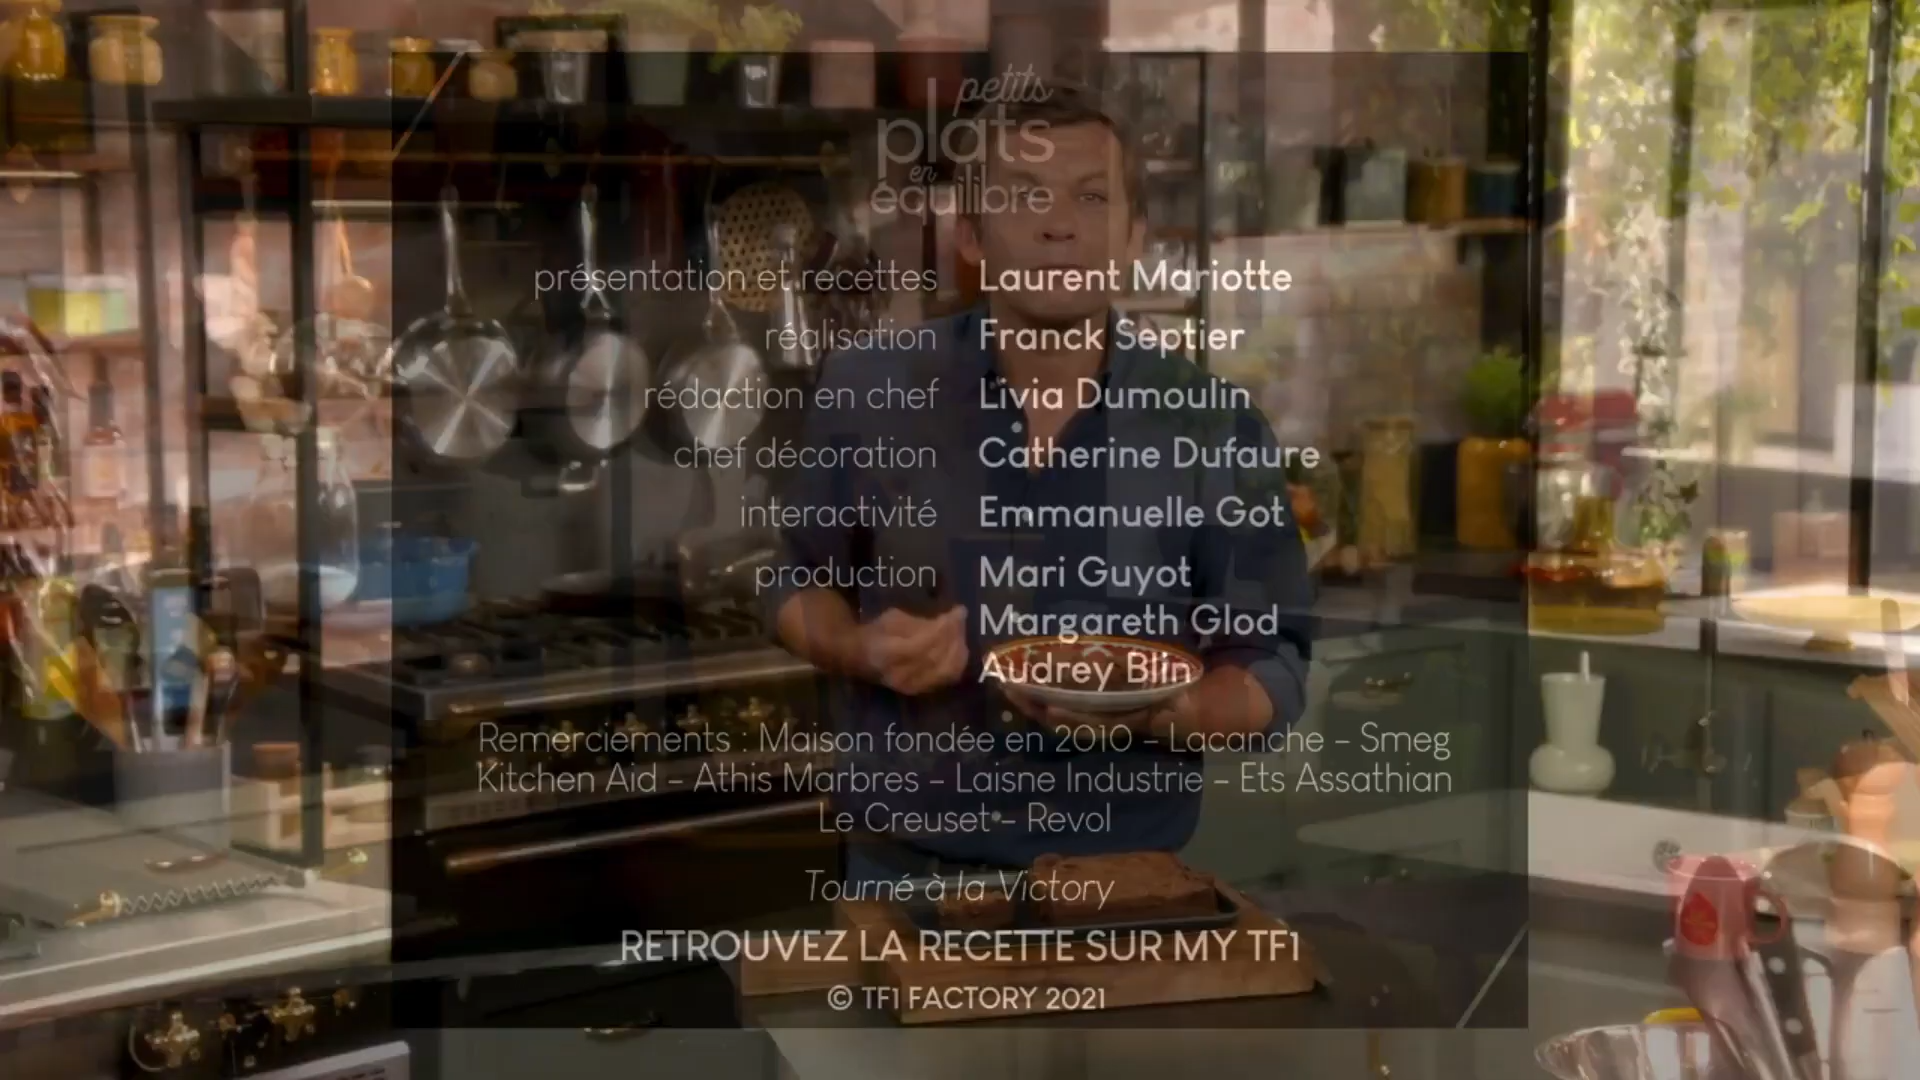 petits
plats
en
équilibre
présentation et recettes Laurent Mariotte
réalisation Franck Septier
rédaction en chef Livia Dumoulin
chef décoration Catherine Dufaure
interactivité Emmanuelle Got
production Mari Guyot
Margareth Glod
Audrey Blin
Remerciements : Maison fondée en 2010 – Lacanche – Smeg
Kitchen Aid – Athis Marbres – Laisne Industrie – Ets Assathian
Le Creuset – Revol
Tourné à la Victory
RETROUVEZ LA RECETTE SUR MY TF1
© TF1 FACTORY 2021